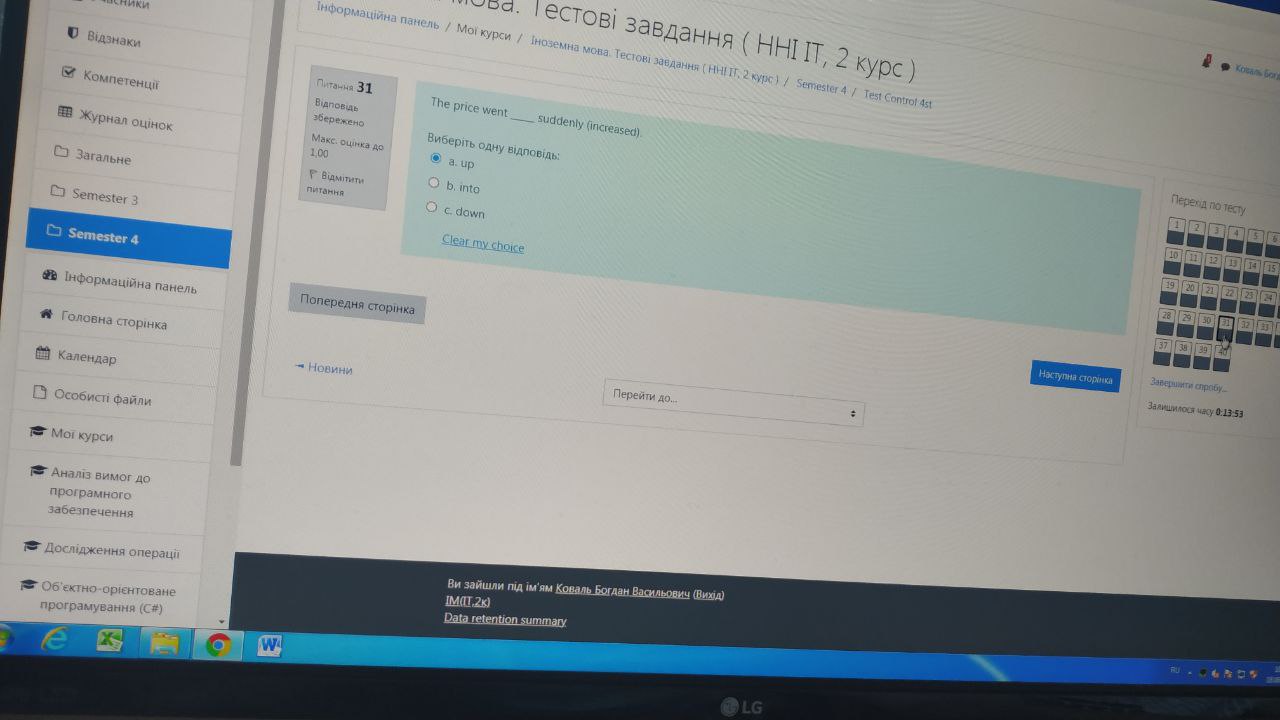 мова. Тестові завдання ( ННІ ІТ, 2 курс )
Інформаційна панель / Мої курси / Іноземна мова. Тестові завдання ( ННІ ІТ, 2 курс ) / Semester 4 / Test Control 4st
Коваль
Відзнаки
Компетенції
Журнал оцінок
Загальне
Semester 3
Semester 4
Інформаційна панель
Головна сторінка
Календар
Особисті файли
Мої курси
Аналіз вимог до
програмного
забезпечення
Дослідження операції
Об'єктно-орієнтоване
програмування (C#)
Питання 31
Відповідь
збережено
Макс. оцінка до
1,00
Відмітити
питання
The price went ____ suddenly (increased).
Виберіть одну відповідь:
a. up
b. into
c. down
Clear my choice
Попередня сторінка
Наступна сторінка
Новини
Перейти до...
Перехід по тесту
1 2 3 4 5 6
10 11 12 13 14 15
19 20 21 22 23 24
28 29 30 31 32 33
37 38 39 40
Завершити спробу...
Залишилося часу 0:13:53
Ви зайшли під ім'ям Коваль Богдан Васильович (Вихід)
ІМ(ІТ,2к)
Data retention summary
RU
LG